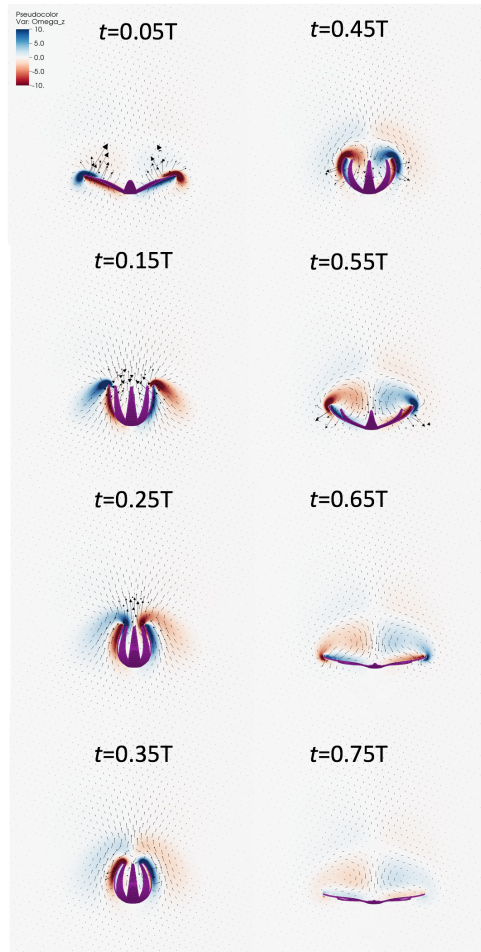 Pseudocolor
Var: Omega_z
10.
5.0
0.0
-5.0
-10.
t=0.05T
t=0.45T
t=0.15T
t=0.55T
t=0.25T
t=0.65T
t=0.35T
t=0.75T